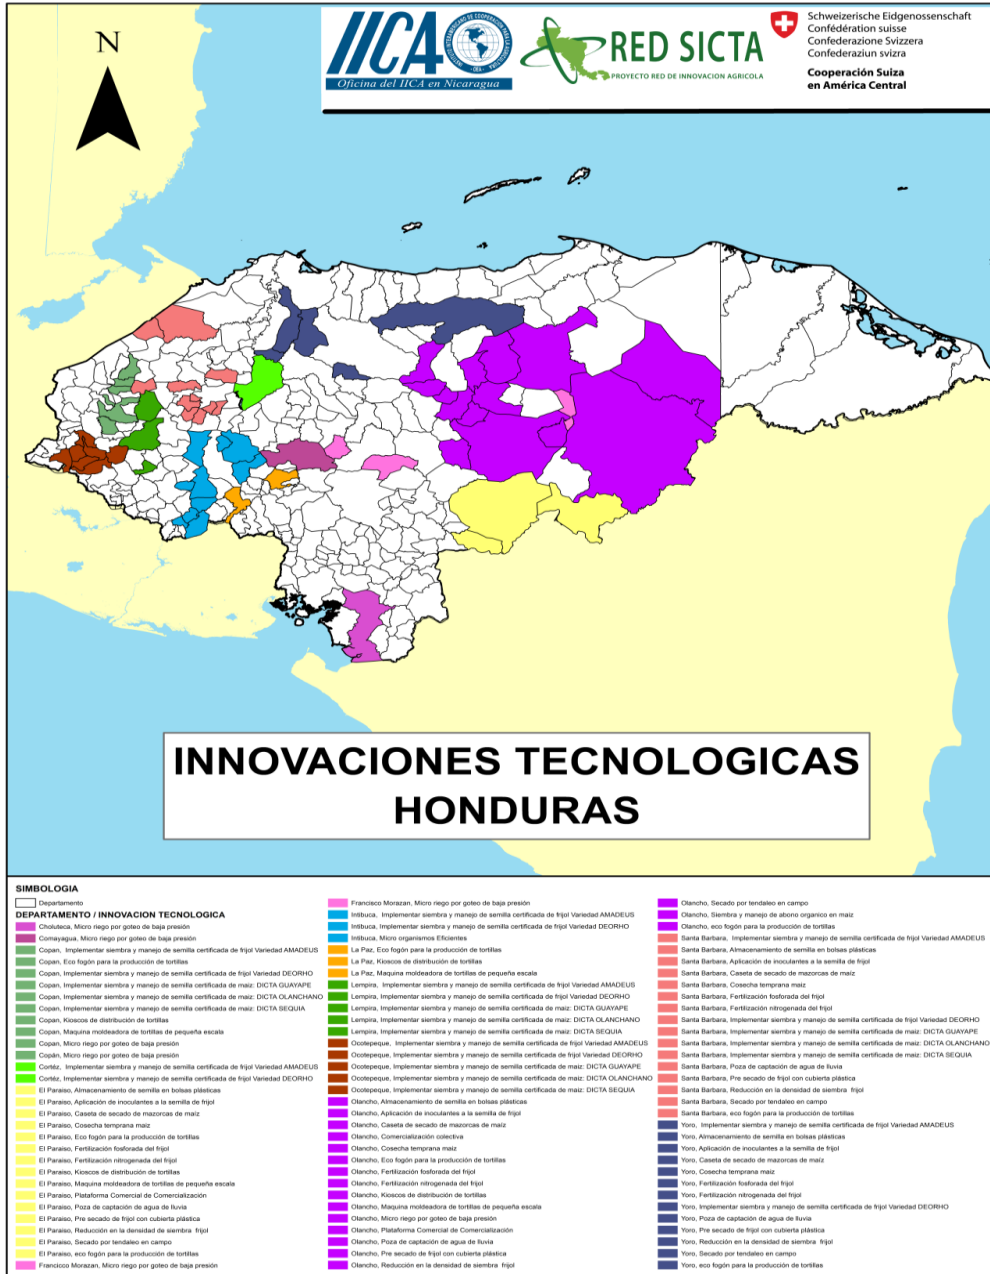 N
IICA
INSTITUTO INTERAMERICANO DE COOPERACION PARA LA AGRICULTURA
Oficina del IICA en Nicaragua
RED SICTA
PROYECTO RED DE INNOVACION AGRICOLA
Schweizerische Eidgenossenschaft
Confédération suisse
Confederazione Svizzera
Confederaziun svizra
Cooperación Suiza
en América Central
INNOVACIONES TECNOLOGICAS
HONDURAS
SIMBOLOGIA
Departamento
DEPARTAMENTO / INNOVACION TECNOLOGICA
Choluteca, Micro riego por goteo de baja presión
Comayagua, Micro riego por goteo de baja presión
Copan, Implementar siembra y manejo de semilla certificada de frijol Variedad AMADEUS
Copan, Eco fogón para la producción de tortillas
Copan, Implementar siembra y manejo de semilla certificada de frijol Variedad DEORHO
Copan, Implementar siembra y manejo de semilla certificada de maiz: DICTA GUAYAPE
Copan, Implementar siembra y manejo de semilla certificada de maiz: DICTA OLANCHANO
Copan, Implementar siembra y manejo de semilla certificada de maiz: DICTA SEQUIA
Copan, Kioscos de distribución de tortillas
Copan, Maquina moldeadora de tortillas de pequeña escala
Copan, Micro riego por goteo de baja presión
Copán, Micro riego por goteo de baja presión
Cortéz, Implementar siembra y manejo de semilla certificada de frijol Variedad AMADEUS
Cortéz, Implementar siembra y manejo de semilla certificada de frijol Variedad DEORHO
El Paraiso, Almacenamiento de semilla en bolsas plásticas
El Paraiso, Aplicación de inoculantes a la semilla de frijol
El Paraiso, Caseta de secado de mazorcas de maíz
El Paraiso, Cosecha temprana maiz
El Paraiso, Eco fogón para la producción de tortillas
El Paraiso, Fertilización fosforada del frijol
El Paraiso, Fertilización nitrogenada del frijol
El Paraiso, Kioscos de distribución de tortillas
El Paraiso, Maquina moldeadora de tortillas de pequeña escala
El Paraiso, Plataforma Comercial de Comercialización
El Paraiso, Poza de captación de agua de lluvia
El Paraiso, Pre secado de frijol con cubierta plástica
El Paraiso, Reducción en la densidad de siembra frijol
El Paraiso, Secado por tendaleo en campo
El Paraiso, eco fogón para la producción de tortillas
Francisco Morazan, Micro riego por goteo de baja presión
Francisco Morazan, Micro riego por goteo de baja presión
Intibuca, Implementar siembra y manejo de semilla certificada de frijol Variedad AMADEUS
Intibuca, Implementar siembra y manejo de semilla certificada de frijol Variedad DEORHO
Intibuca, Micro organismos Eficientes
La Paz, Eco fogón para la producción de tortillas
La Paz, Kioscos de distribución de tortillas
La Paz, Maquina moldeadora de tortillas de pequeña escala
Lempira, Implementar siembra y manejo de semilla certificada de frijol Variedad AMADEUS
Lempira, Implementar siembra y manejo de semilla certificada de frijol Variedad DEORHO
Lempira, Implementar siembra y manejo de semilla certificada de maiz: DICTA GUAYAPE
Lempira, Implementar siembra y manejo de semilla certificada de maiz: DICTA OLANCHANO
Lempira, Implementar siembra y manejo de semilla certificada de maiz: DICTA SEQUIA
Ocotepeque, Implementar siembra y manejo de semilla certificada de frijol Variedad AMADEUS
Ocotepeque, Implementar siembra y manejo de semilla certificada de frijol Variedad DEORHO
Ocotepeque, Implementar siembra y manejo de semilla certificada de maiz: DICTA GUAYAPE
Ocotepeque, Implementar siembra y manejo de semilla certificada de maiz: DICTA OLANCHANO
Ocotepeque, Implementar siembra y manejo de semilla certificada de maiz: DICTA SEQUIA
Olancho, Almacenamiento de semilla en bolsas plásticas
Olancho, Aplicación de inoculantes a la semilla de frijol
Olancho, Caseta de secado de mazorcas de maíz
Olancho, Comercialización colectiva
Olancho, Cosecha temprana maiz
Olancho, Eco fogón para la producción de tortillas
Olancho, Fertilización fosforada del frijol
Olancho, Fertilización nitrogenada del frijol
Olancho, Kioscos de distribución de tortillas
Olancho, Maquina moldeadora de tortillas de pequeña escala
Olancho, Micro riego por goteo de baja presión
Olancho, Plataforma Comercial de Comercialización
Olancho, Poza de captación de agua de lluvia
Olancho, Pre secado de frijol con cubierta plástica
Olancho, Reducción en la densidad de siembra frijol
Olancho, Secado por tendaleo en campo
Olancho, Siembra y manejo de abono organico en maiz
Olancho, eco fogón para la producción de tortillas
Santa Barbara, Implementar siembra y manejo de semilla certificada de frijol Variedad AMADEUS
Santa Barbara, Almacenamiento de semilla en bolsas plásticas
Santa Barbara, Aplicación de inoculantes a la semilla de frijol
Santa Barbara, Caseta de secado de mazorcas de maíz
Santa Barbara, Cosecha temprana maiz
Santa Barbara, Fertilización fosforada del frijol
Santa Barbara, Fertilización nitrogenada del frijol
Santa Barbara, Implementar siembra y manejo de semilla certificada de frijol Variedad DEORHO
Santa Barbara, Implementar siembra y manejo de semilla certificada de maiz: DICTA GUAYAPE
Santa Barbara, Implementar siembra y manejo de semilla certificada de maiz: DICTA OLANCHANO
Santa Barbara, Implementar siembra y manejo de semilla certificada de maiz: DICTA SEQUIA
Santa Barbara, Poza de captación de agua de lluvia
Santa Barbara, Pre secado de frijol con cubierta plástica
Santa Barbara, Reducción en la densidad de siembra frijol
Santa Barbara, Secado por tendaleo en campo
Santa Barbara, eco fogón para la producción de tortillas
Yoro, Implementar siembra y manejo de semilla certificada de frijol Variedad AMADEUS
Yoro, Almacenamiento de semilla en bolsas plásticas
Yoro, Aplicación de inoculantes a la semilla de frijol
Yoro, Caseta de secado de mazorcas de maíz
Yoro, Cosecha temprana maiz
Yoro, Fertilización fosforada del frijol
Yoro, Fertilización nitrogenada del frijol
Yoro, Implementar siembra y manejo de semilla certificada de frijol Variedad DEORHO
Yoro, Poza de captación de agua de lluvia
Yoro, Pre secado de frijol con cubierta plástica
Yoro, Reducción en la densidad de siembra frijol
Yoro, Secado por tendaleo en campo
Yoro, eco fogón para la producción de tortillas